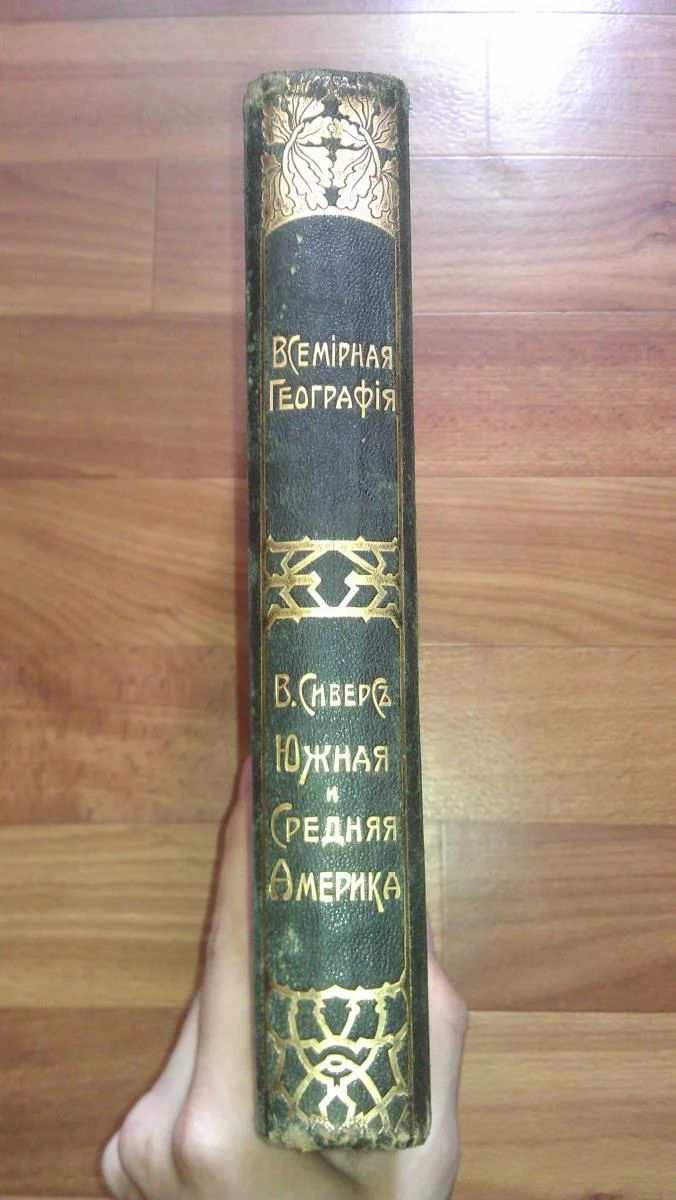 Всемірная
Географія
В. Сиверсъ
Южная
и
Средняя
Америка